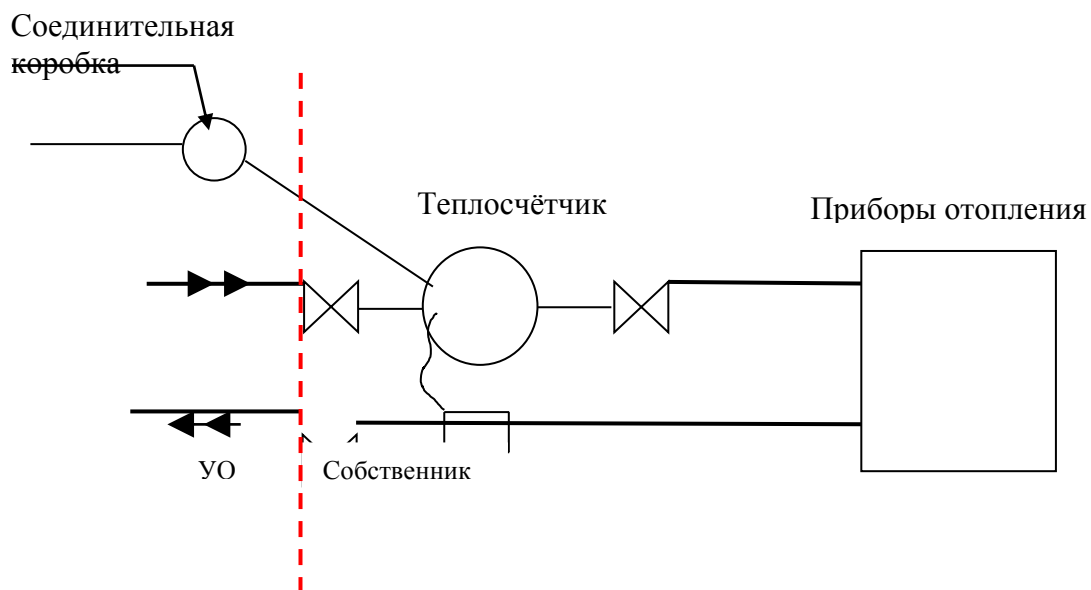 Соединительная
коробка
Теплосчётчик
Приборы отопления
УО
Собственник